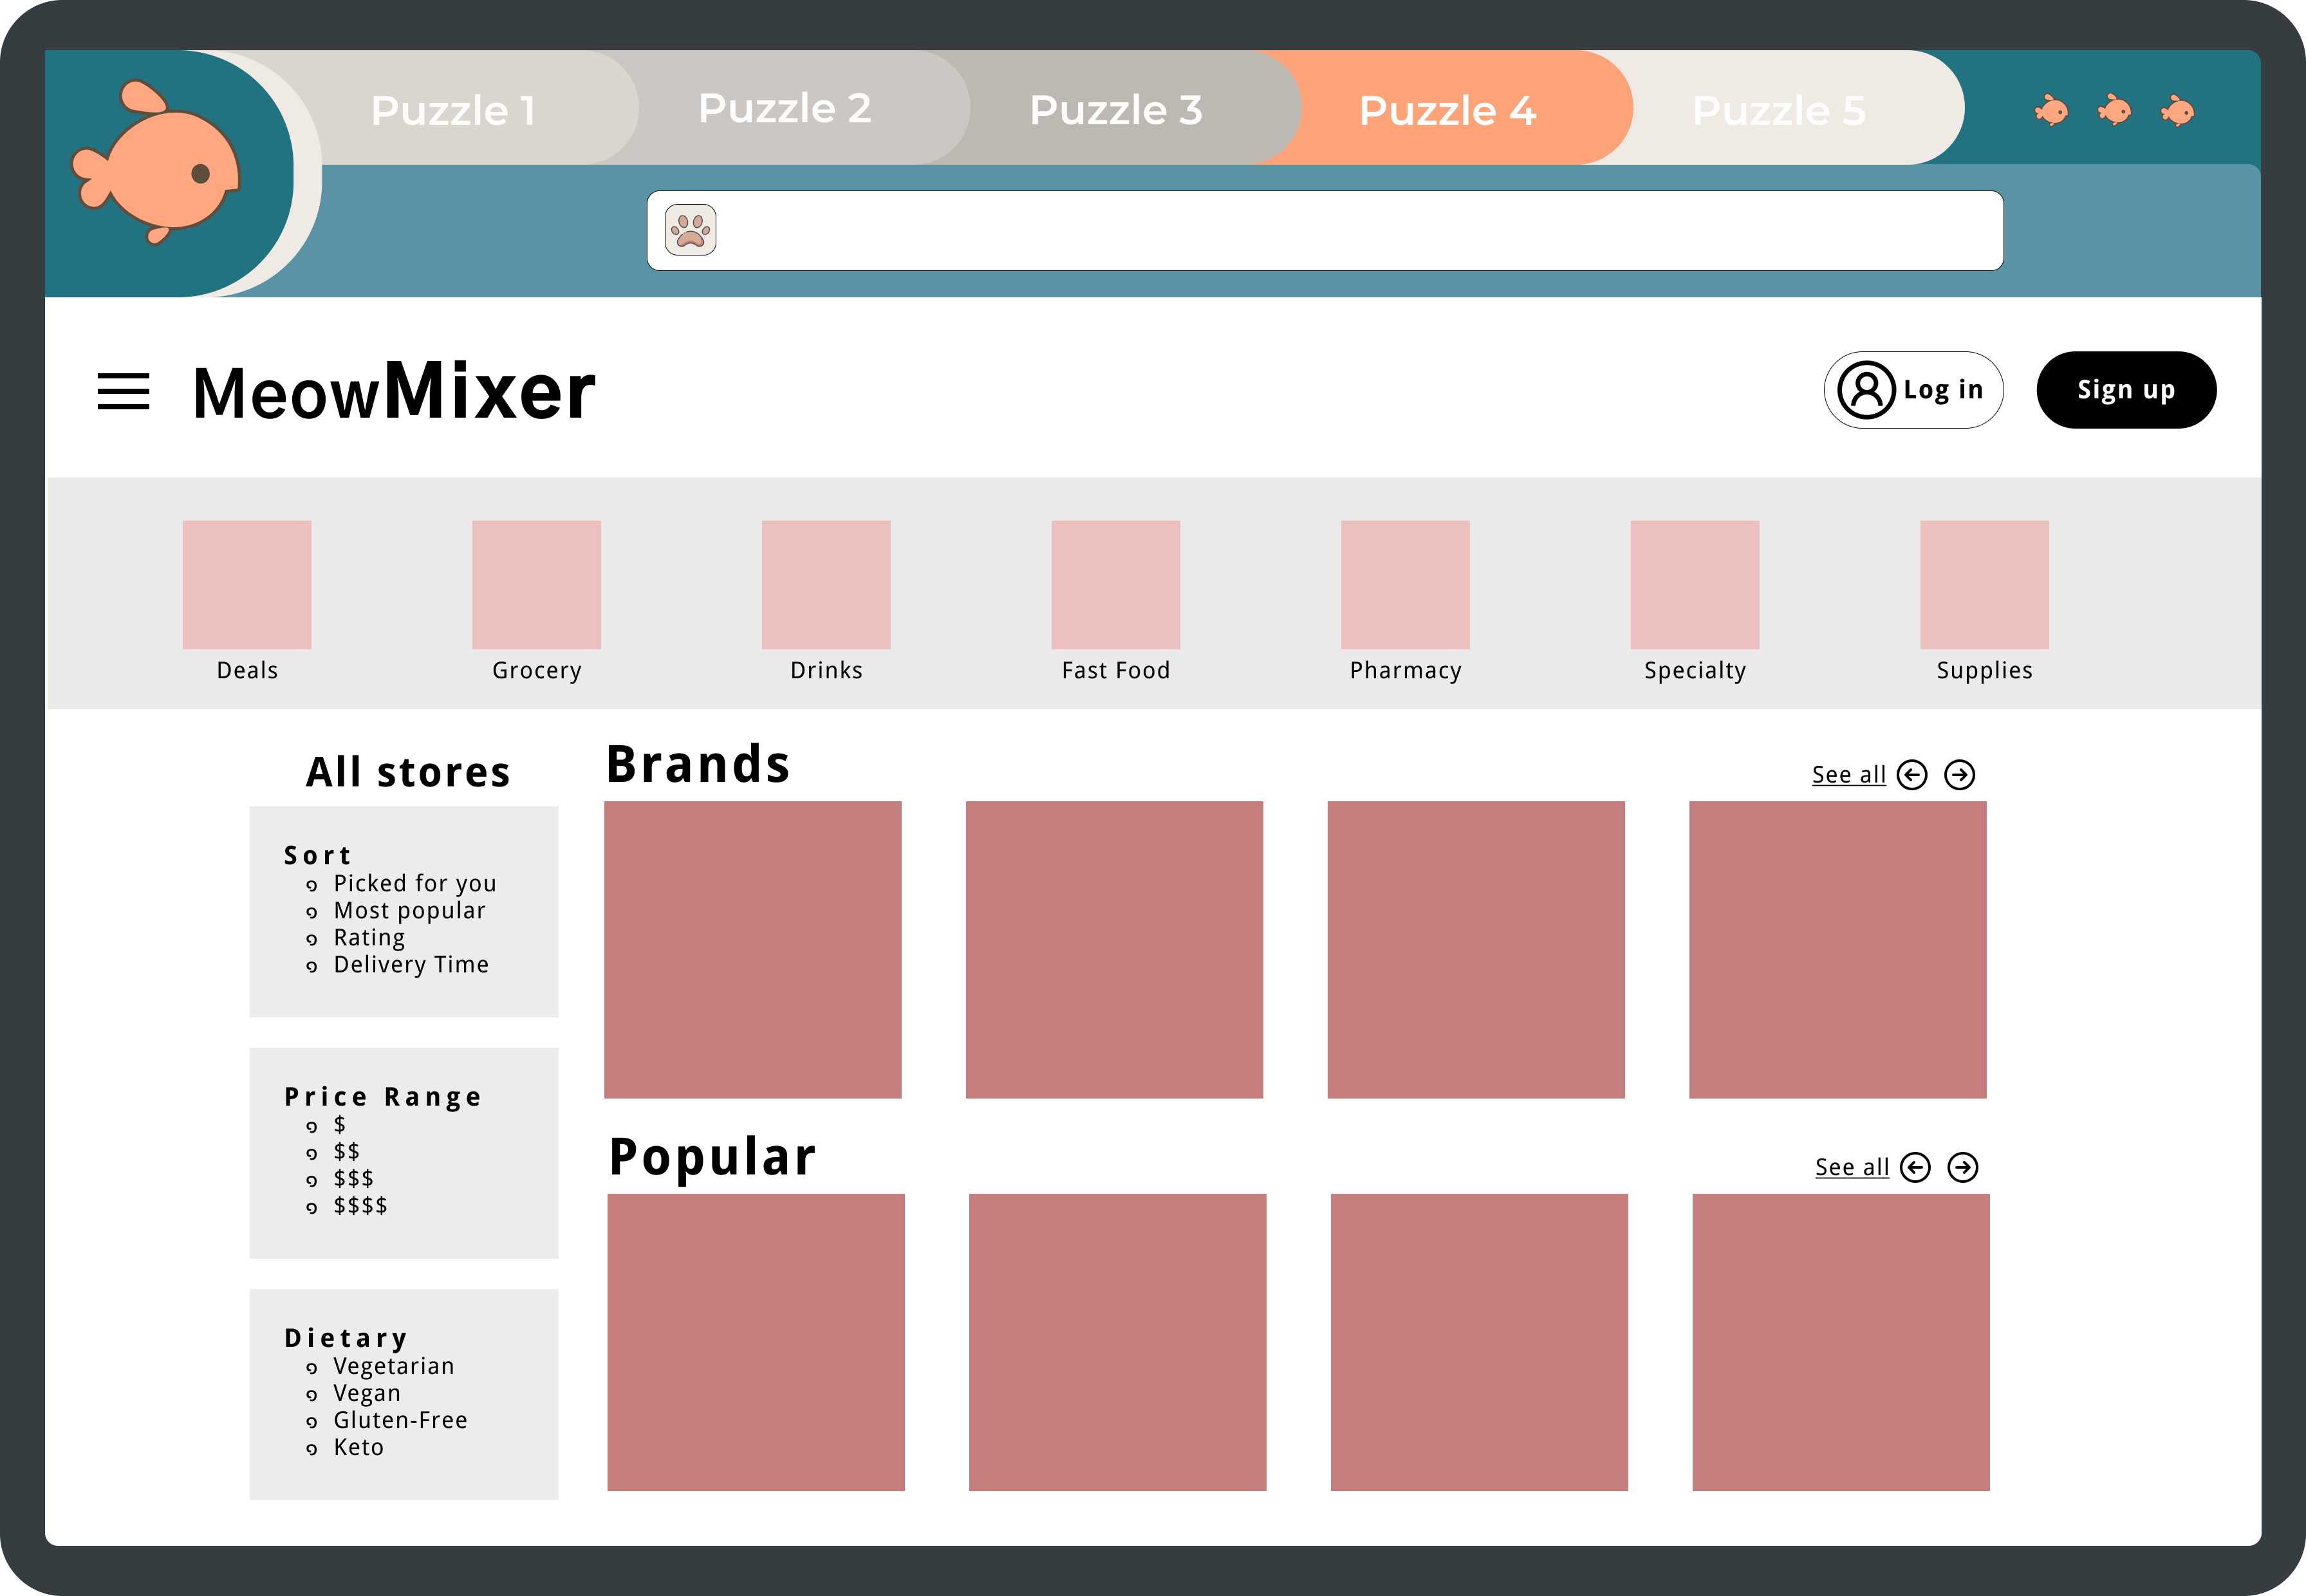 Puzzle 1
Puzzle 2
Puzzle 3
Puzzle 4
Puzzle 5
MeowMixer
Log in
Sign up
Deals
Grocery
Drinks
Fast Food
Pharmacy
Specialty
Supplies
All stores
Sort
Picked for you
Most popular
Rating
Delivery Time
Price Range
$
$$
$$$
$$$$
Dietary
Vegetarian
Vegan
Gluten-Free
Keto
Brands
See all
Popular
See all